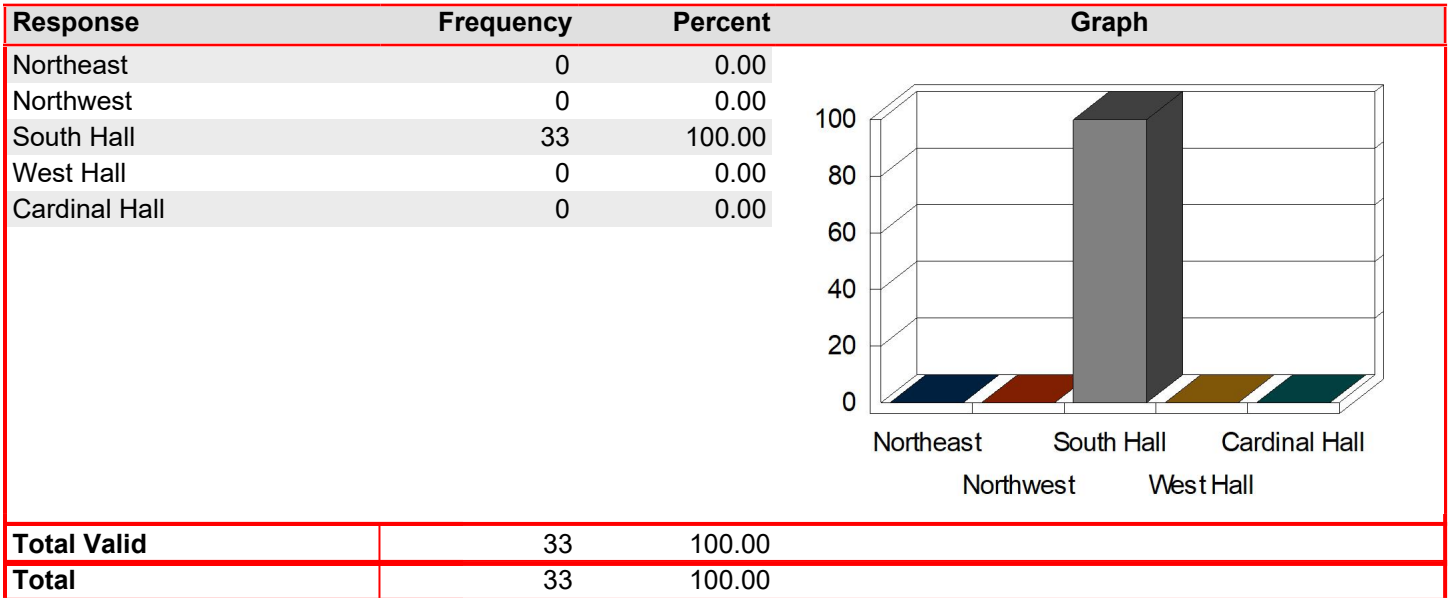 Response Frequency Percent Graph
Northeast 0 0.00
Northwest 0 0.00
South Hall 33 100.00
West Hall 0 0.00
Cardinal Hall 0 0.00
100
80
60
40
20
0
Northeast South Hall Cardinal Hall
Northwest West Hall
Total Valid 33 100.00
Total 33 100.00